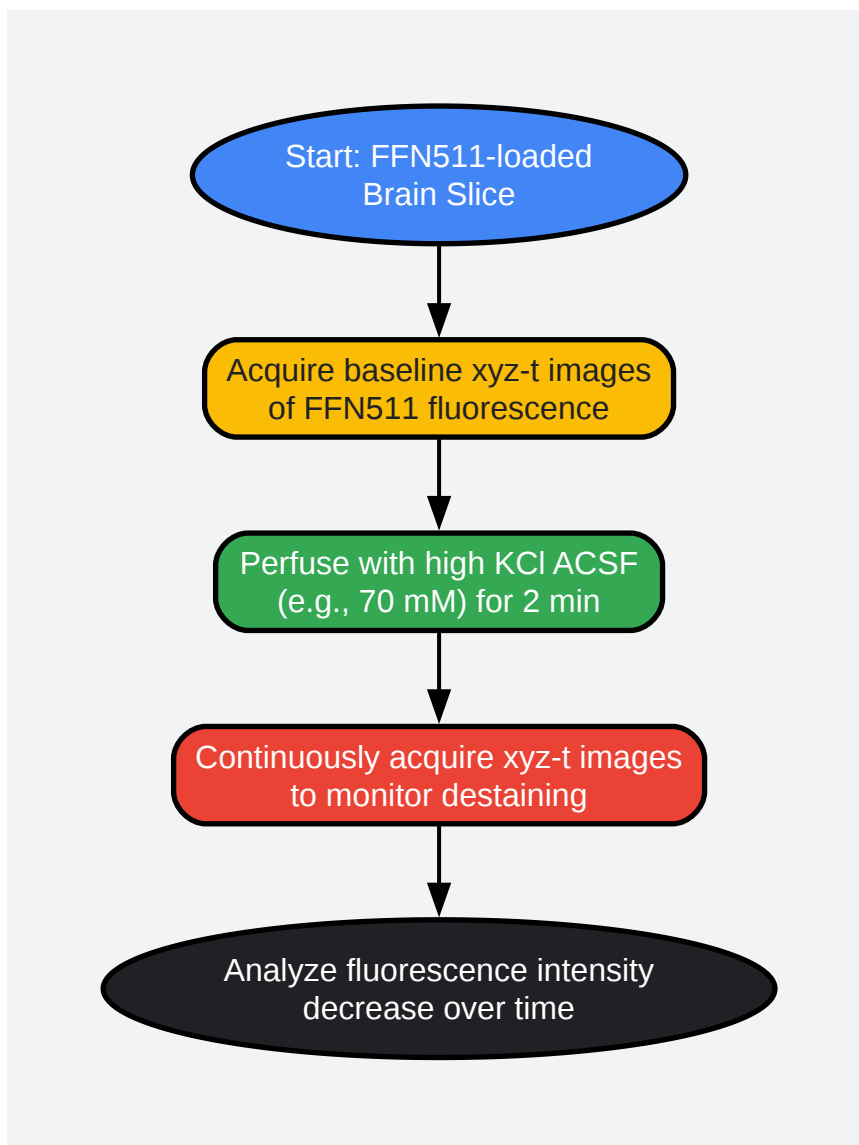 Start: FFN511-loaded
Brain Slice
Acquire baseline xyz-t images
of FFN511 fluorescence
Perfuse with high KCl ACSF
(e.g., 70 mM) for 2 min
Continuously acquire xyz-t images
to monitor destaining
Analyze fluorescence intensity
decrease over time